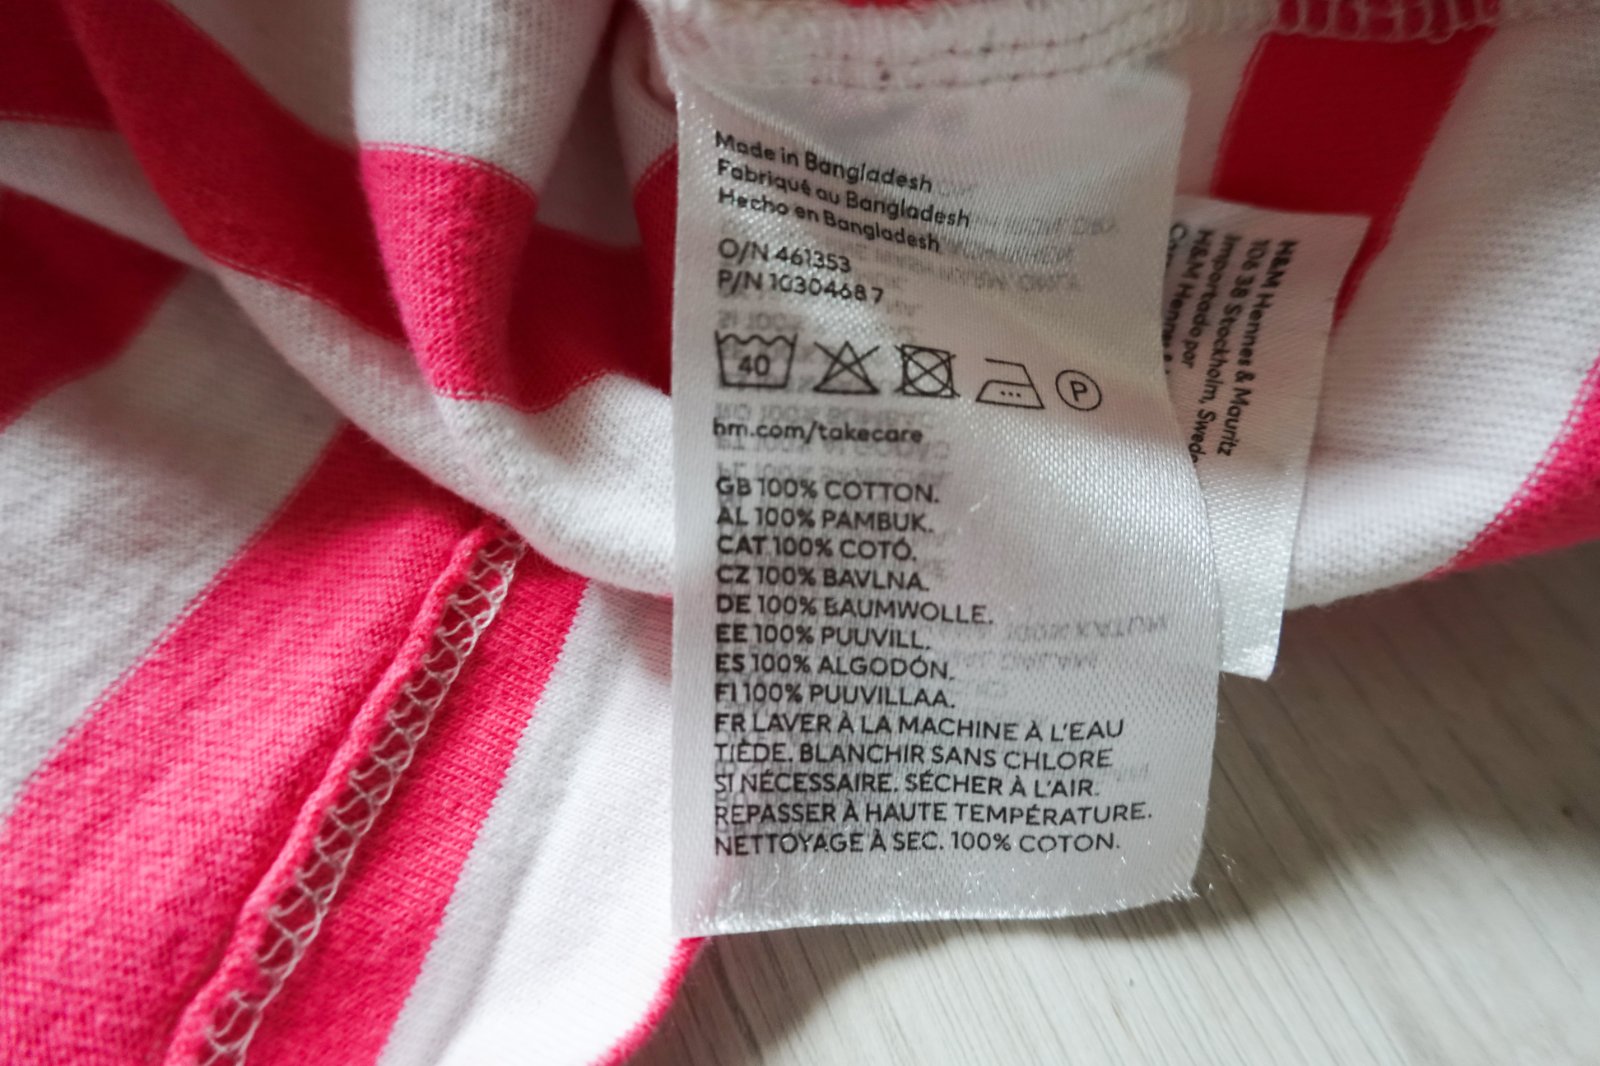 Made in Bangladesh
Fabriqué au Bangladesh
Hecho en Bangladesh
O/N 461353
P/N 10304687
40
P
hm.com/takecare
GB 100% COTTON.
AL 100% PAMBUK.
CAT 100% COTÓ.
CZ 100% BAVLNA.
DE 100% BAUMWOLLE.
EE 100% PUUVILL.
ES 100% ALGODÓN.
FI 100% PUUVILLAA.
FR LAVER À LA MACHINE À L'EAU
TIÈDE. BLANCHIR SANS CHLORE
SI NÉCESSAIRE. SÉCHER À L'AIR.
REPASSER À HAUTE TEMPÉRATURE.
NETTOYAGE À SEC. 100% COTON.
H&M Hennes & Mauritz
106 38 Stockholm,
Importado por
H&M Hennes